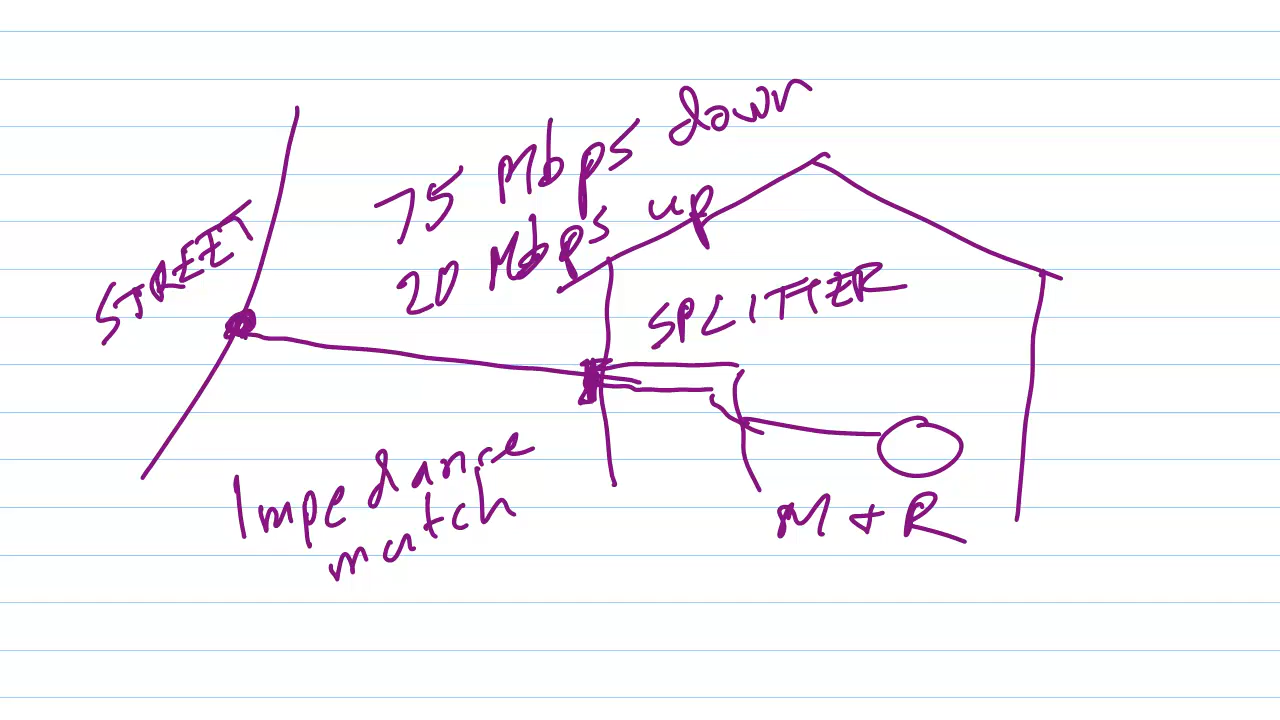 75 Mbps down
20 Mbps up
STREET
SPLITTER
Impedance
match
M + R